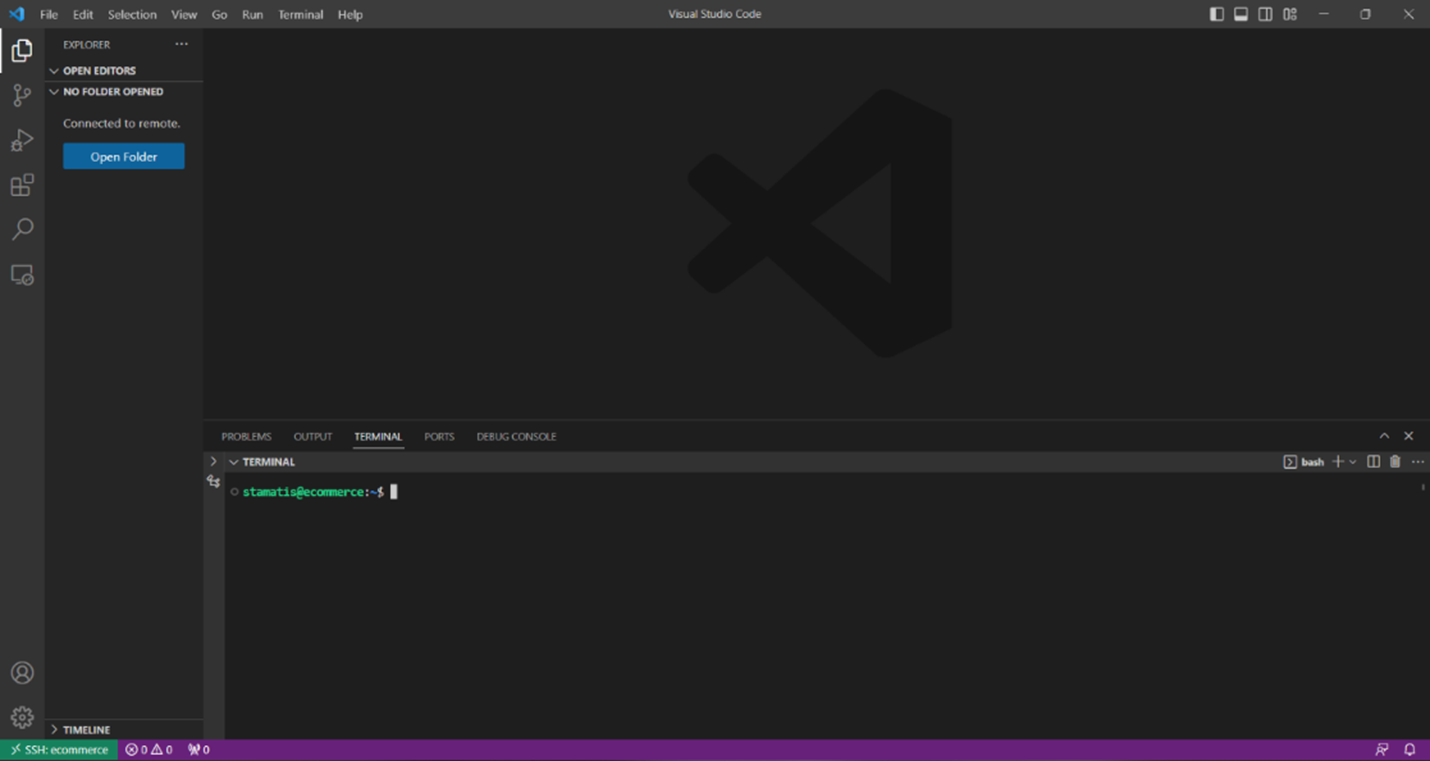 File Edit Selection View Go Run Terminal Help Visual Studio Code
EXPLORER ···
OPEN EDITORS
NO FOLDER OPENED
Connected to remote.
Open Folder
PROBLEMS OUTPUT TERMINAL PORTS DEBUG CONSOLE
TERMINAL bash
stamatis@ecommerce:~$
TIMELINE
SSH: ecommerce 0 0 0